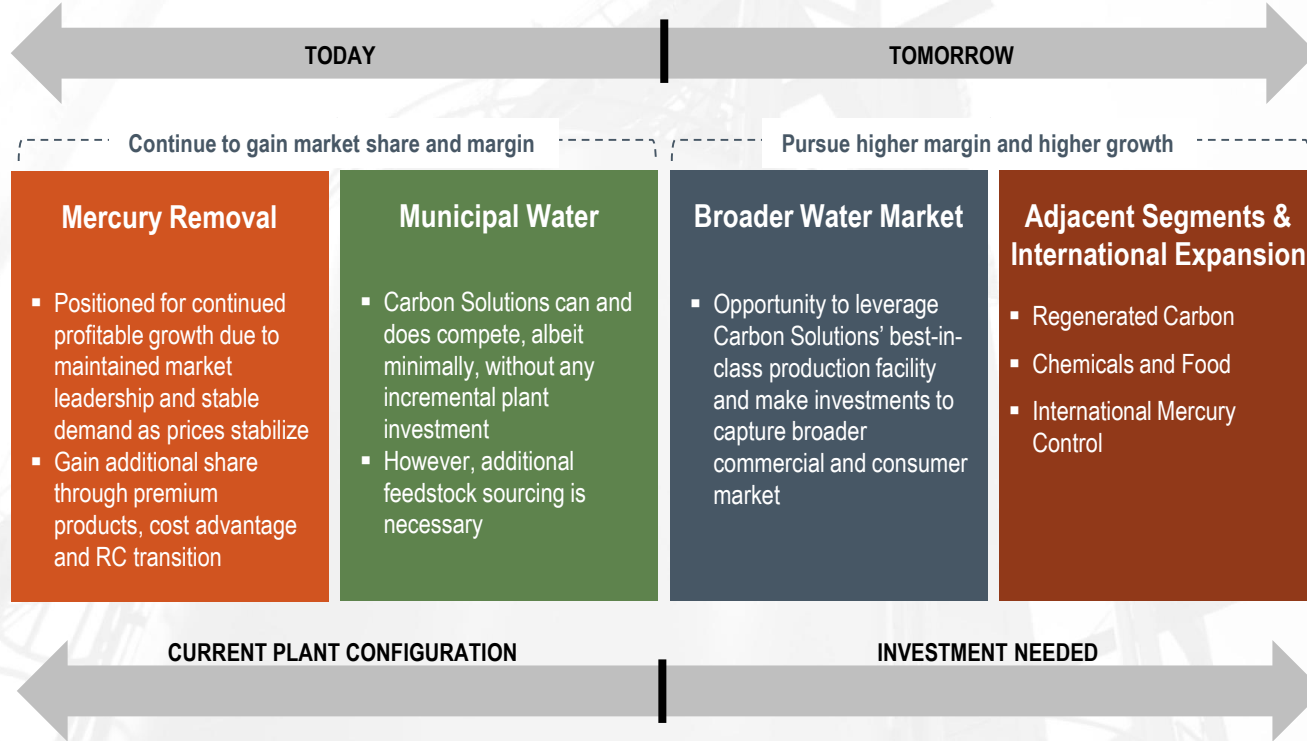 TODAY
TOMORROW
Continue to gain market share and margin
Pursue higher margin and higher growth
Mercury Removal
▪ Positioned for continued
profitable growth due to
maintained market
leadership and stable
demand as prices stabilize
▪ Gain additional share
through premium
products, cost advantage
and RC transition
Municipal Water
▪ Carbon Solutions can and
does compete, albeit
minimally, without any
incremental plant
investment
▪ However, additional
feedstock sourcing is
necessary
Broader Water Market
▪ Opportunity to leverage
Carbon Solutions’ best-in-
class production facility
and make investments to
capture broader
commercial and consumer
market
Adjacent Segments &
International Expansion
▪ Regenerated Carbon
▪ Chemicals and Food
▪ International Mercury
Control
CURRENT PLANT CONFIGURATION
INVESTMENT NEEDED